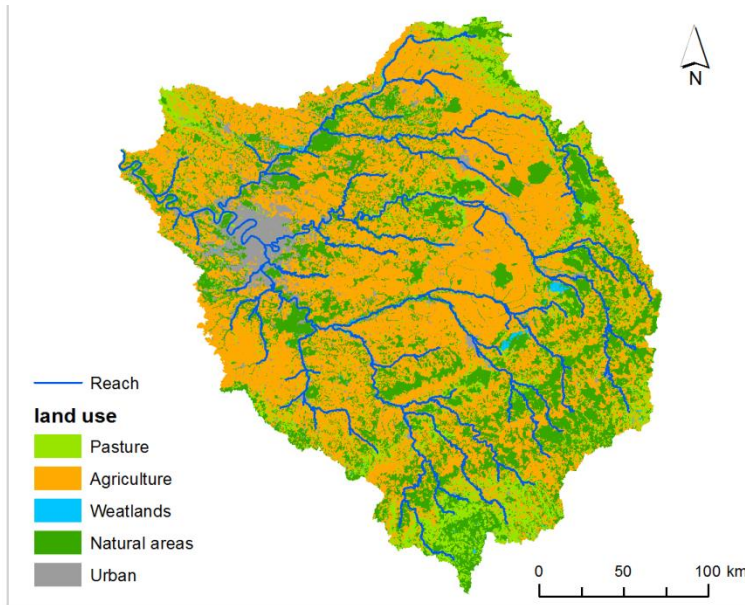 N
Reach
land use
Pasture
Agriculture
Weatlands
Natural areas
Urban
0 50 100 km